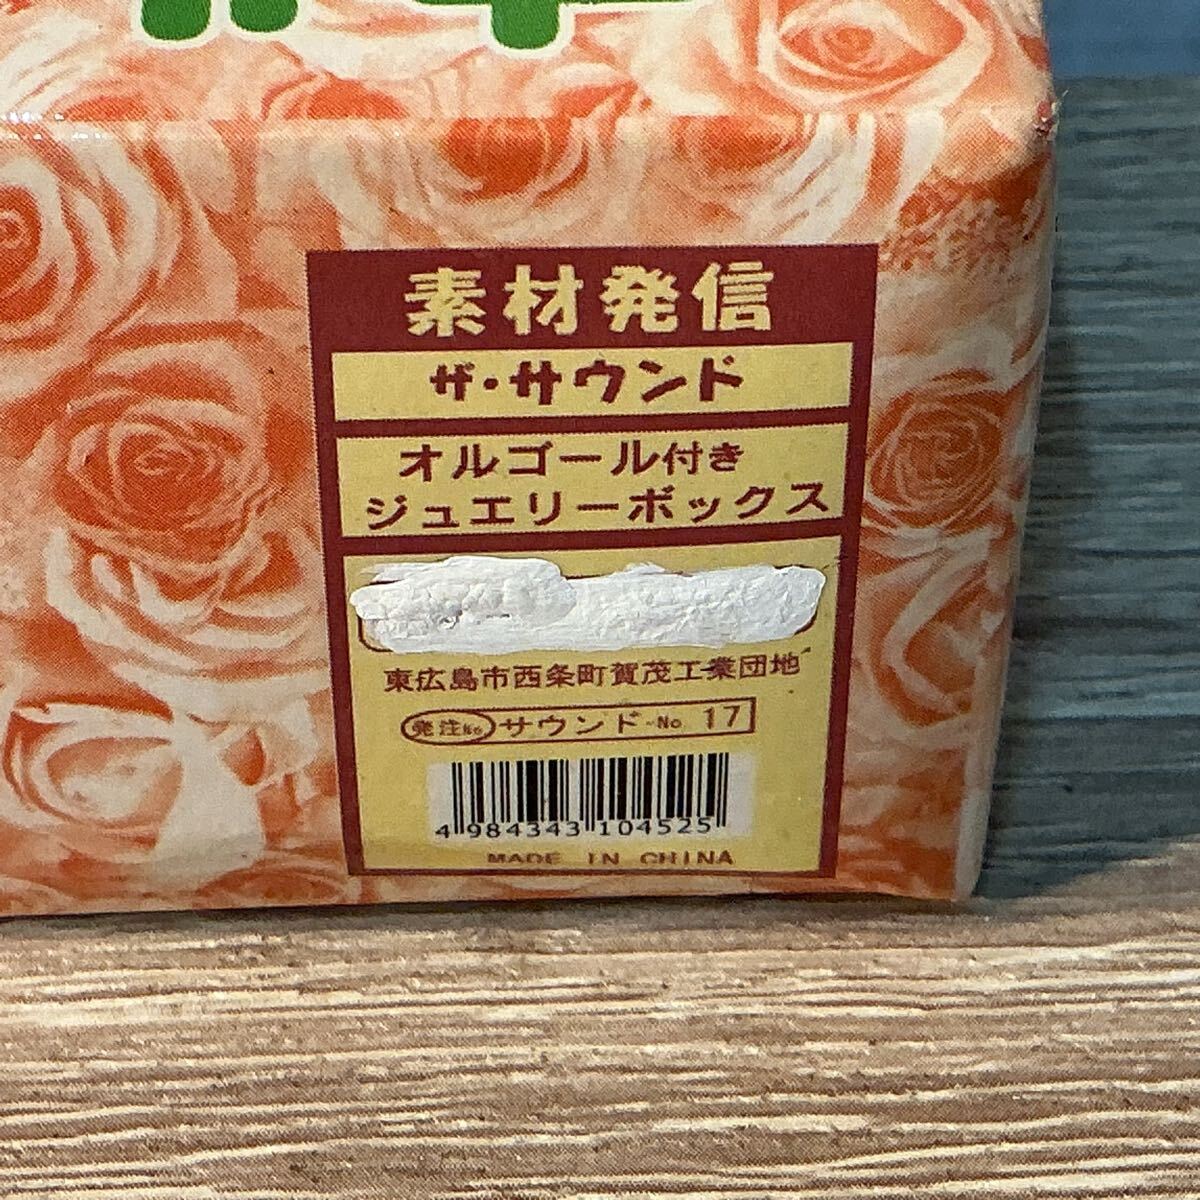 素材発信
ザ・サウンド
オルゴール付き
ジュエリーボックス
東広島市西条町賀茂工業団地
発注No サウンド No 17
4 984343 104525
MADE IN CHINA